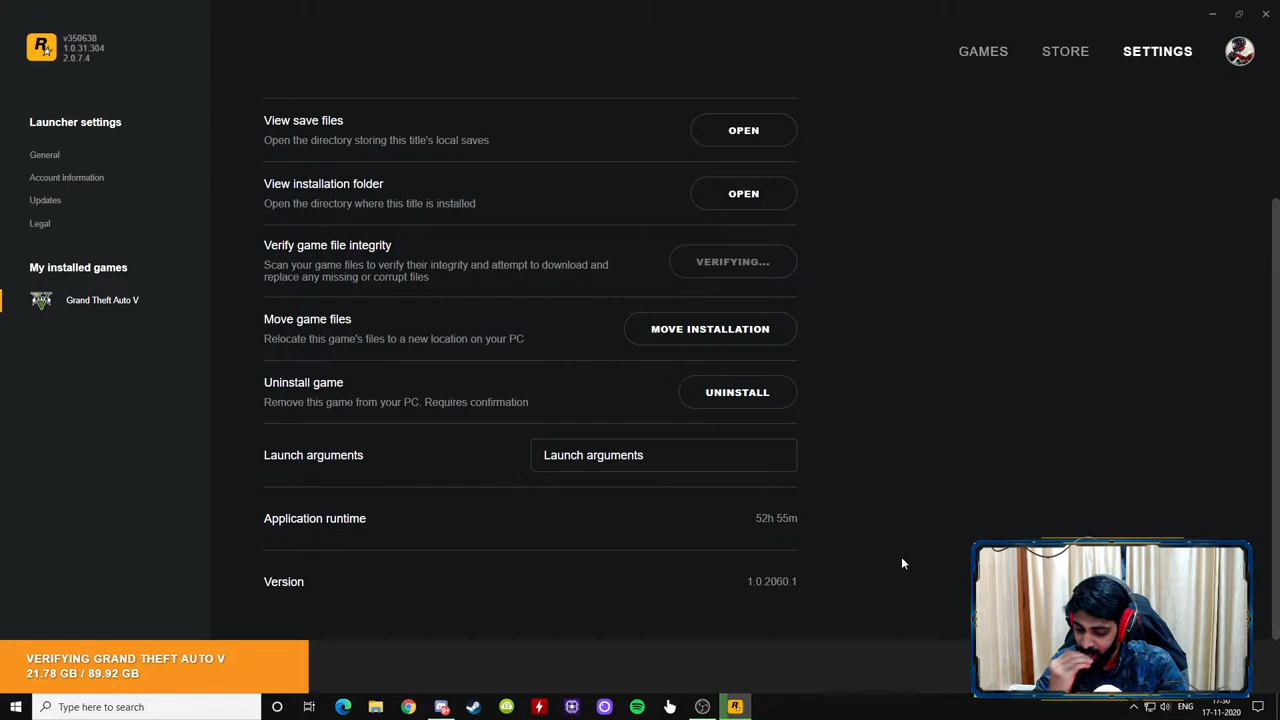 v350638
1.0.31.304
2.0.7.4
GAMES
STORE
SETTINGS
Launcher settings
General
Account information
Updates
Legal
My installed games
Grand Theft Auto V
View save files
Open the directory storing this title's local saves
OPEN
View installation folder
Open the directory where this title is installed
OPEN
Verify game file integrity
Scan your game files to verify their integrity and attempt to download and
replace any missing or corrupt files
VERIFYING...
Move game files
Relocate this game's files to a new location on your PC
MOVE INSTALLATION
Uninstall game
Remove this game from your PC. Requires confirmation
UNINSTALL
Launch arguments
Launch arguments
Application runtime
52h 55m
Version
1.0.2060.1
VERIFYING GRAND THEFT AUTO V
21.78 GB / 89.92 GB
Type here to search
ENG
17:30
17-11-2020